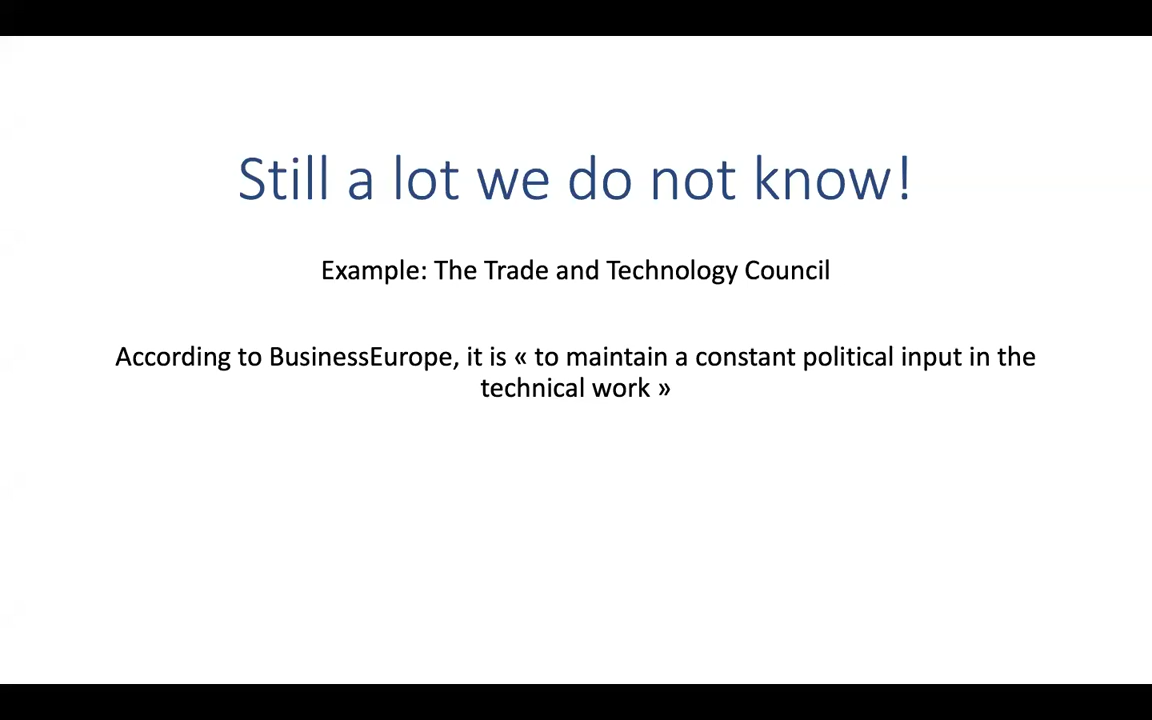 Still a lot we do not know!
Example: The Trade and Technology Council
According to BusinessEurope, it is « to maintain a constant political input in the
technical work »